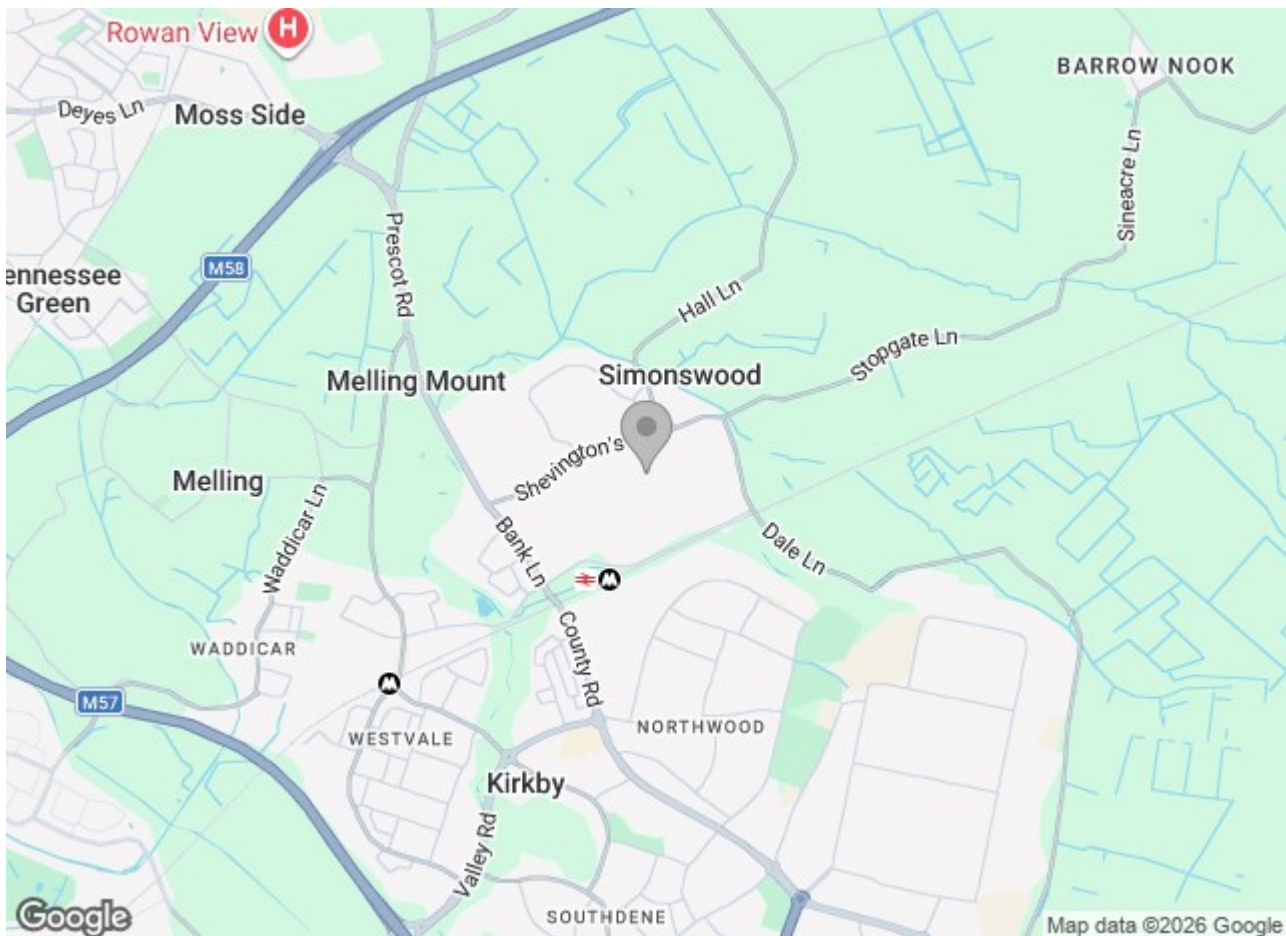 Rowan View
H
BARROW NOOK
Deyes Ln
Moss Side
Sineacre Ln
Prescot Rd
M58
ennessee
Green
Hall Ln
Stopgate Ln
Melling Mount
Simonswood
Shevington's
Melling
Waddicar Ln
Bank Ln
Dale Ln
County Rd
WADDICAR
M57
WESTVALE
NORTHWOOD
Kirkby
Valley Rd
SOUTHDENE
Google
Map data ©2026 Google